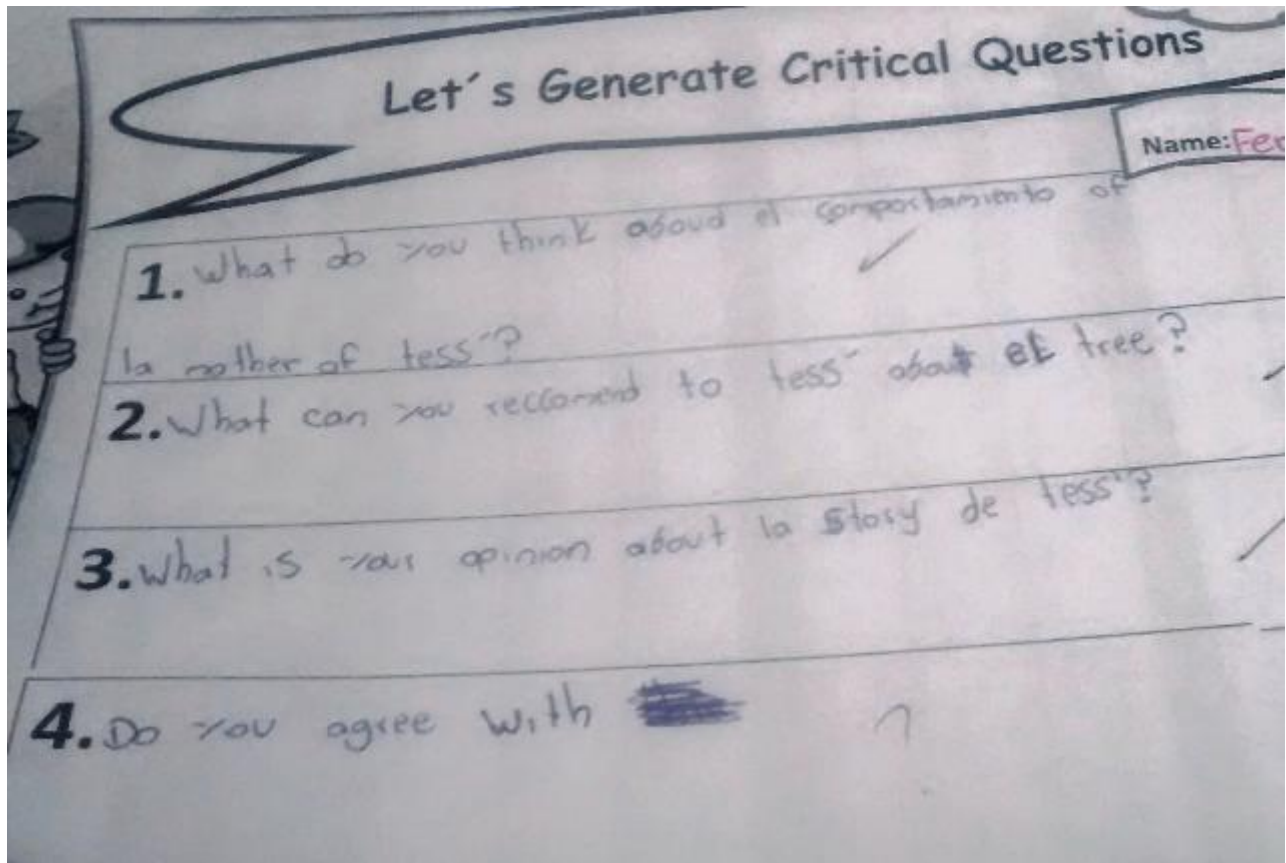 Let´s Generate Critical Questions
Name: Fer
1. What do you think aboud el comportamiento of
la mother of tess´?
2. What can you reccomend to tess´ about el tree?
3. What is your opinion about la story de tess´?
4. Do you agree with